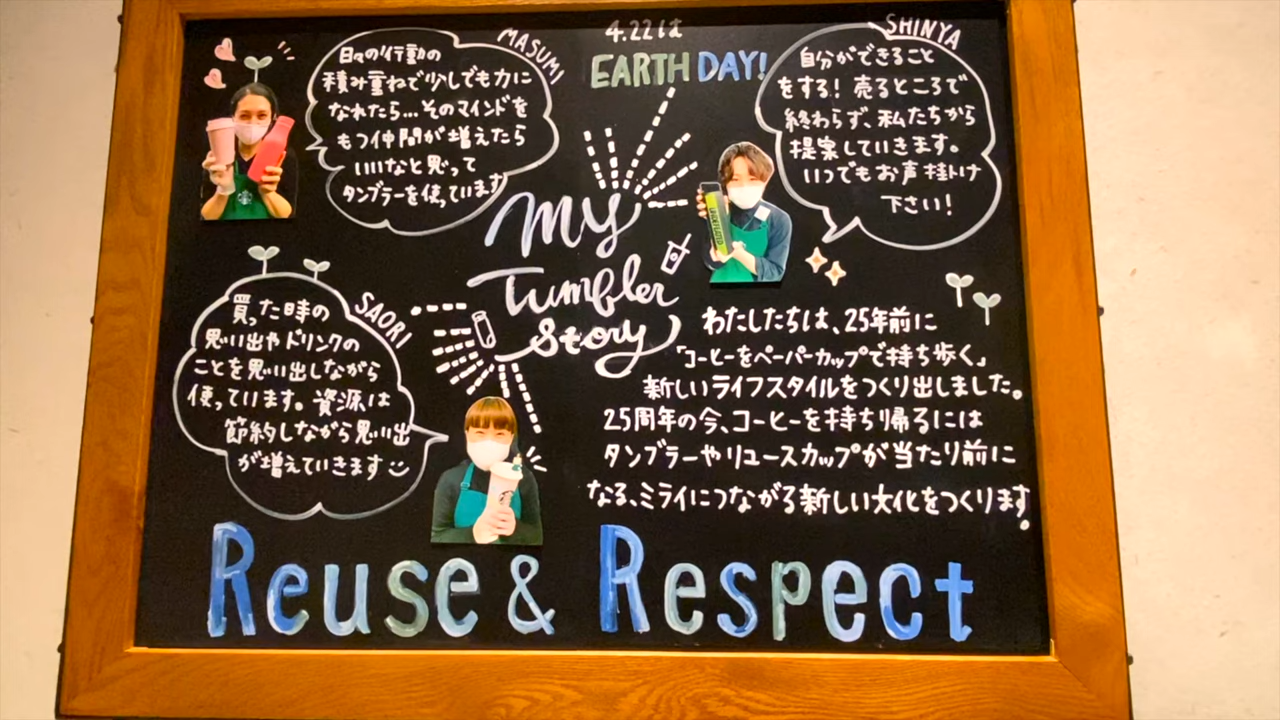 4.22は
EARTH DAY!
MASUMI
日々の行動の
積み重ねで少しでも力に
なれたら...そのマインドを
もつ仲間が増えたら
いいなと思って
タンブラーを使っています
SHINYA
自分ができること
をする！売るところで
終わらず、私たちから
提案していきます。
いつでもお声掛け
下さい！
My
Tumbler
Story
SAORI
買った時の
思い出やドリンクの
ことを思い出しながら
使っています。資源は
節約しながら思い出
が増えていきます
わたしたちは、25年前に
「コーヒーをペーパーカップで持ち歩く」
新しいライフスタイルをつくり出しました。
25周年の今、コーヒーを持ち帰るには
タンブラーやリユースカップが当たり前に
なる、ミライにつながる新しい文化をつくります。
Reuse & Respect